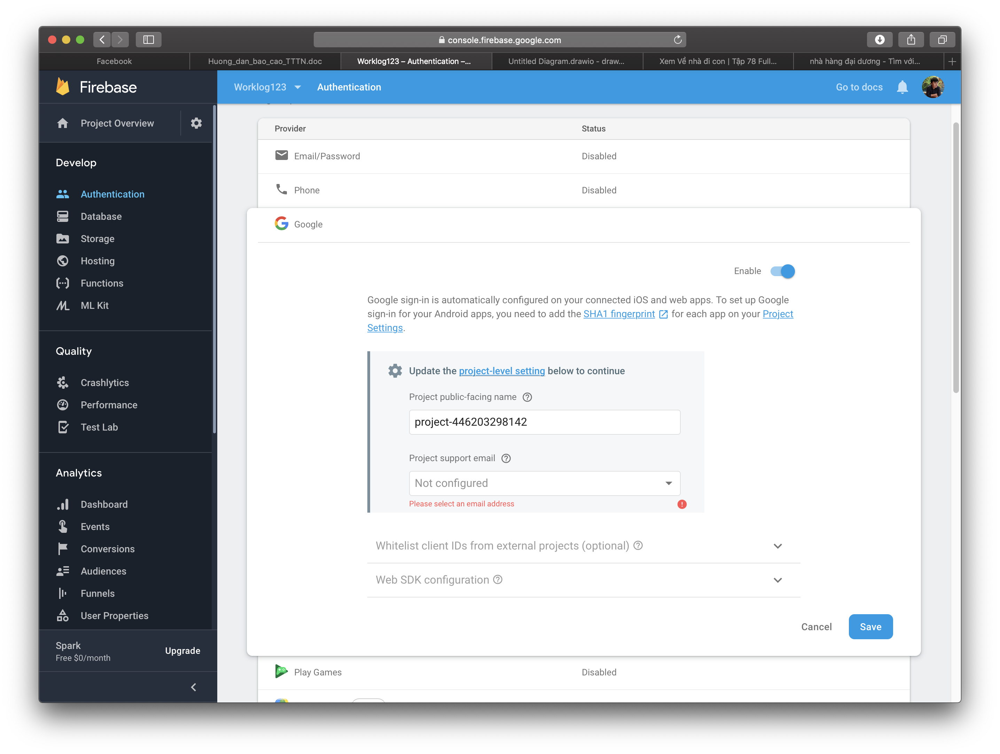 console.firebase.google.com
Facebook
Huong_dan_bao_cao_TTTN.doc
Worklog123 – Authentication –...
Untitled Diagram.drawio - draw...
Xem Về nhà đi con | Tập 78 Full...
nhà hàng đại dương - Tìm với...
Firebase
Worklog123
Authentication
Go to docs
Project Overview
Develop
Authentication
Database
Storage
Hosting
Functions
ML Kit
Quality
Crashlytics
Performance
Test Lab
Analytics
Dashboard
Events
Conversions
Audiences
Funnels
User Properties
Spark
Free $0/month
Upgrade
Provider
Status
Email/Password
Disabled
Phone
Disabled
Google
Enable
Google sign-in is automatically configured on your connected iOS and web apps. To set up Google
sign-in for your Android apps, you need to add the SHA1 fingerprint for each app on your Project
Settings.
Update the project-level setting below to continue
Project public-facing name
project-446203298142
Project support email
Not configured
Please select an email address
Whitelist client IDs from external projects (optional)
Web SDK configuration
Cancel
Save
Play Games
Disabled